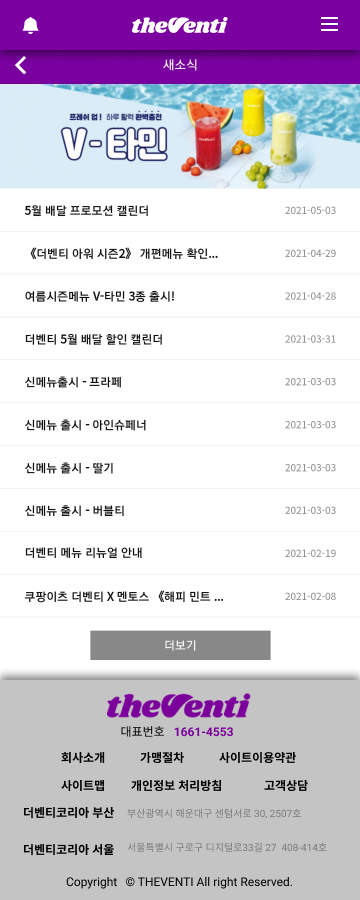 theVenti
새소식
프레쉬 업! 하루 활력 완벽충전
V-타민
5월 배달 프로모션 캘린더 2021-05-03
《더벤티 아워 시즌2》 개편메뉴 확인... 2021-04-29
여름시즌메뉴 V-타민 3종 출시! 2021-04-28
더벤티 5월 배달 할인 캘린더 2021-03-31
신메뉴출시 - 프라페 2021-03-03
신메뉴 출시 - 아인슈페너 2021-03-03
신메뉴 출시 - 딸기 2021-03-03
신메뉴 출시 - 버블티 2021-03-03
더벤티 메뉴 리뉴얼 안내 2021-02-19
쿠팡이츠 더벤티 X 멘토스 《해피 민트 ... 2021-02-08
더보기
theVenti
대표번호 1661-4553
회사소개 가맹절차 사이트이용약관
사이트맵 개인정보 처리방침 고객상담
더벤티코리아 부산 부산광역시 해운대구 센텀서로 30, 2507호
더벤티코리아 서울 서울특별시 구로구 디지털로33길 27 408-414호
Copyright © THEVENTI All right Reserved.